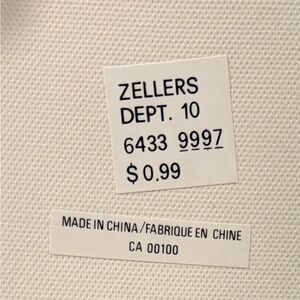 ZELLERS
DEPT. 10
6433 9997
$0.99
MADE IN CHINA/FABRIQUE EN CHINE
CA 00100